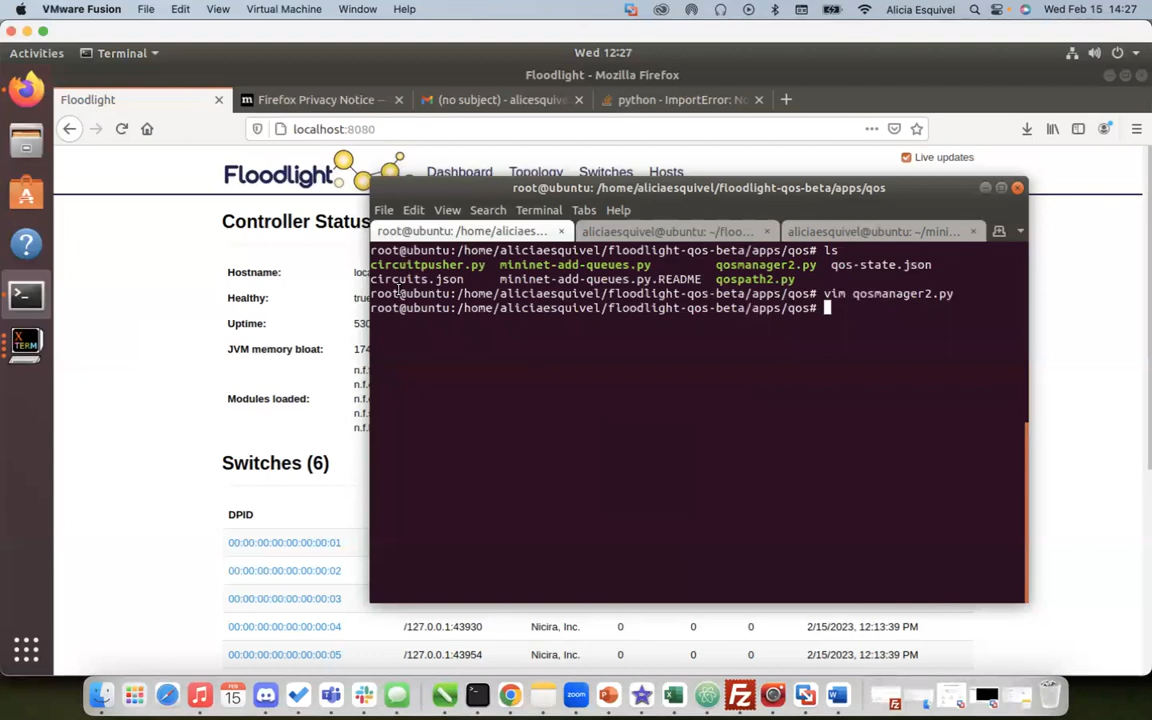 VMware Fusion File Edit View Virtual Machine Window Help Alicia Esquivel Wed Feb 15 14:27
Activities Terminal Wed 12:27
Floodlight - Mozilla Firefox
Floodlight Firefox Privacy Notice — (no subject) - alicesquive python - ImportError: No
localhost:8080
Floodlight Dashboard Topology Switches Hosts Live updates
root@ubuntu: /home/aliciaesquivel/floodlight-qos-beta/apps/qos
File Edit View Search Terminal Tabs Help
root@ubuntu: /home/aliciaes... aliciaesquivel@ubuntu: ~/floo... aliciaesquivel@ubuntu: ~/mini...
root@ubuntu:/home/aliciaesquivel/floodlight-qos-beta/apps/qos# ls
circuitpusher.py mininet-add-queues.py qosmanager2.py qos-state.json
circuits.json mininet-add-queues.py.README qospath2.py
root@ubuntu:/home/aliciaesquivel/floodlight-qos-beta/apps/qos# vim qosmanager2.py
root@ubuntu:/home/aliciaesquivel/floodlight-qos-beta/apps/qos#
Controller Status
Hostname: loca
Healthy: true
Uptime: 530
JVM memory bloat: 174
n.f.
n.f.
Modules loaded: n.f.
n.f.
n.f.
Switches (6)
DPID
00:00:00:00:00:00:00:01
00:00:00:00:00:00:00:02
00:00:00:00:00:00:00:03
00:00:00:00:00:00:00:04 /127.0.0.1:43930 Nicira, Inc. 0 0 0 2/15/2023, 12:13:39 PM
00:00:00:00:00:00:00:05 /127.0.0.1:43954 Nicira, Inc. 0 0 0 2/15/2023, 12:13:39 PM